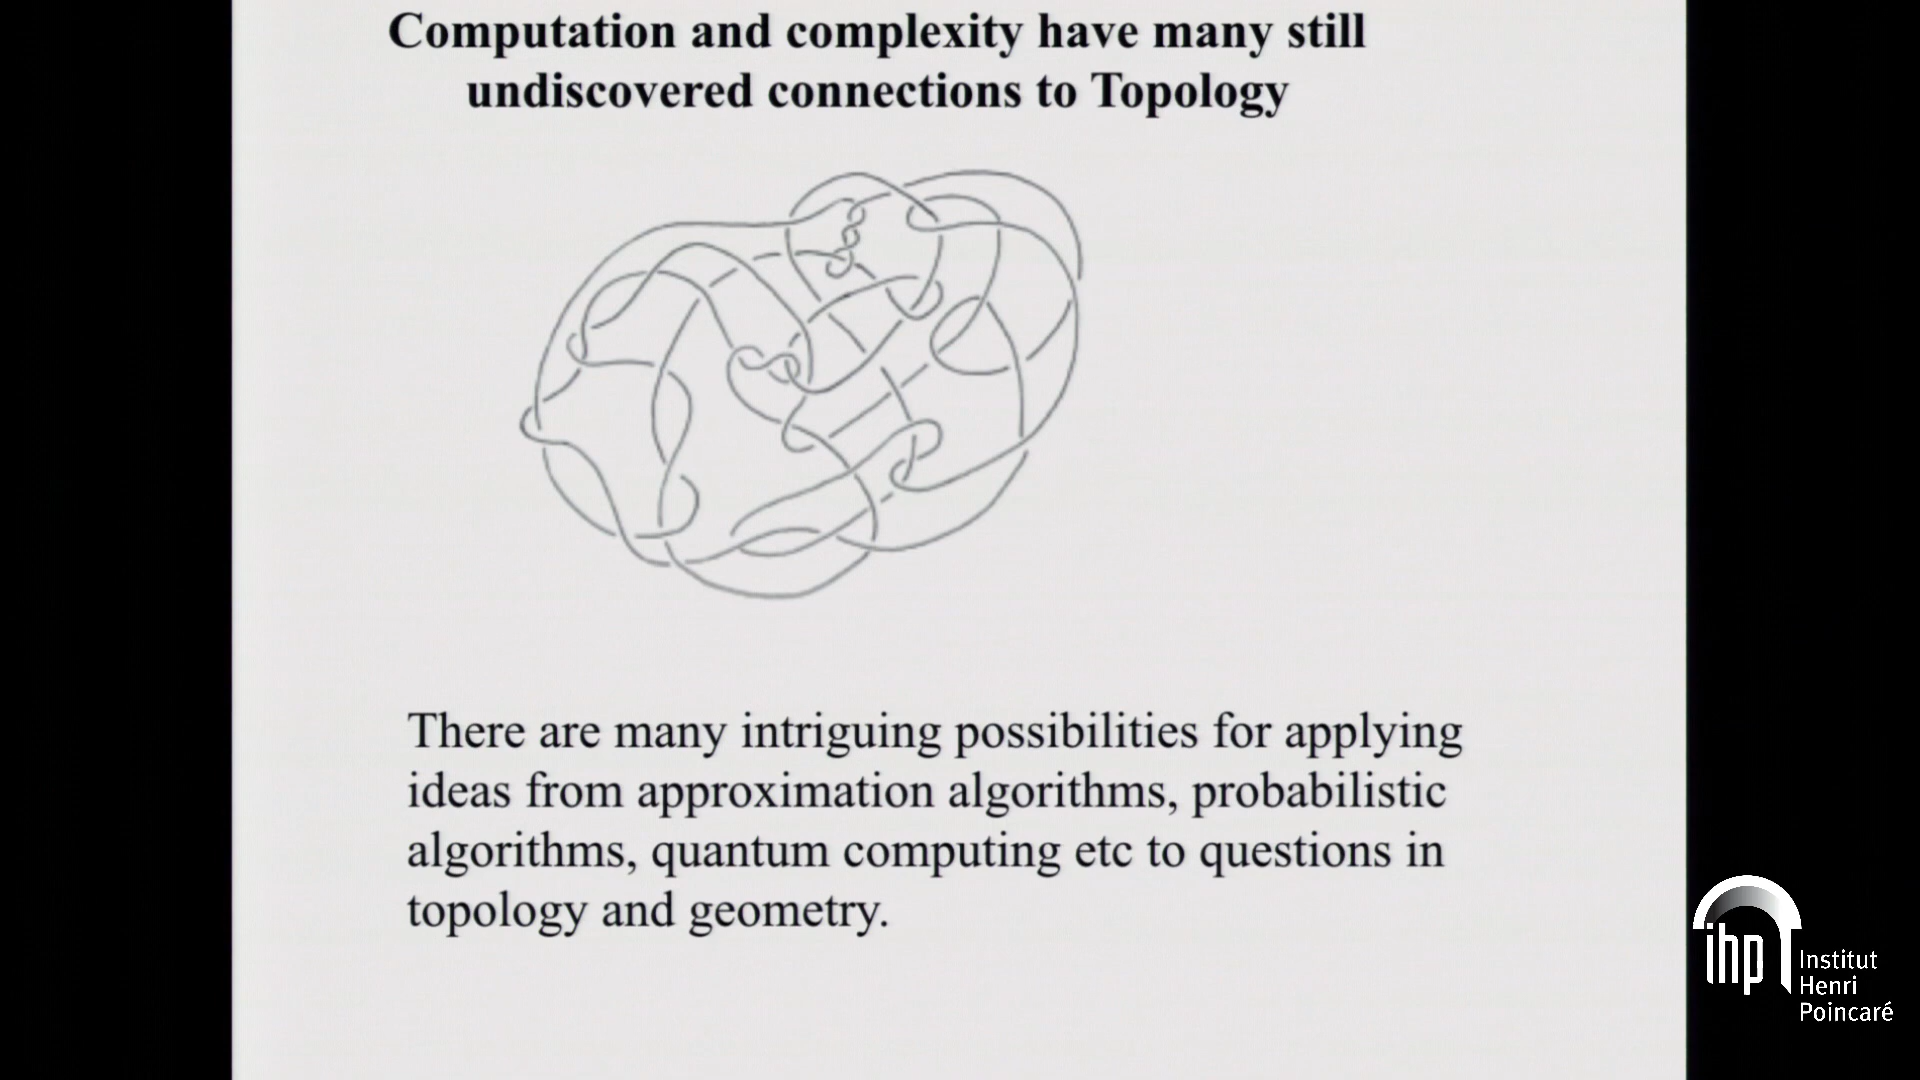 Computation and complexity have many still
undiscovered connections to Topology
There are many intriguing possibilities for applying
ideas from approximation algorithms, probabilistic
algorithms, quantum computing etc to questions in
topology and geometry.
ihp
Institut
Henri
Poincaré